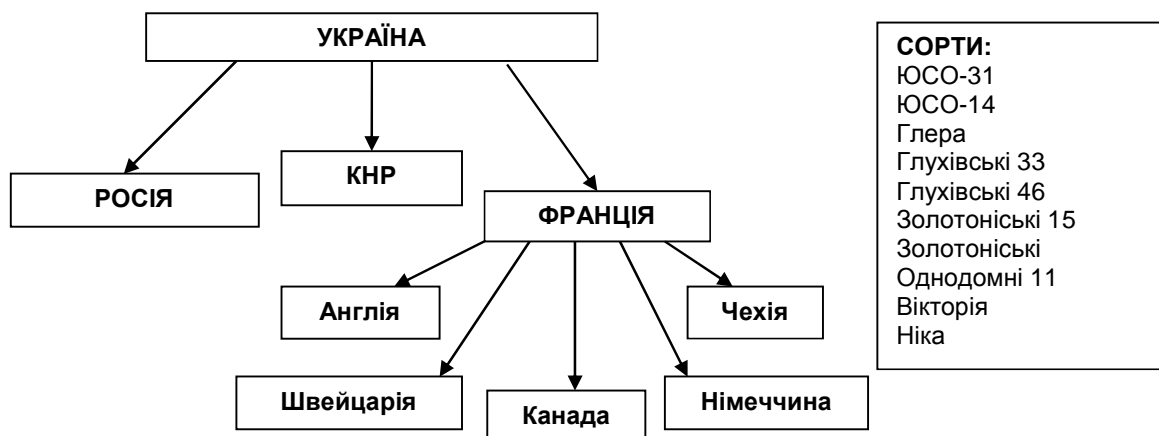 УКРАЇНА
РОСІЯ
КНР
ФРАНЦІЯ
Англія
Чехія
Швейцарія
Канада
Німеччина
СОРТИ:
ЮСО-31
ЮСО-14
Глера
Глухівські 33
Глухівські 46
Золотоніські 15
Золотоніські
Однодомні 11
Вікторія
Ніка